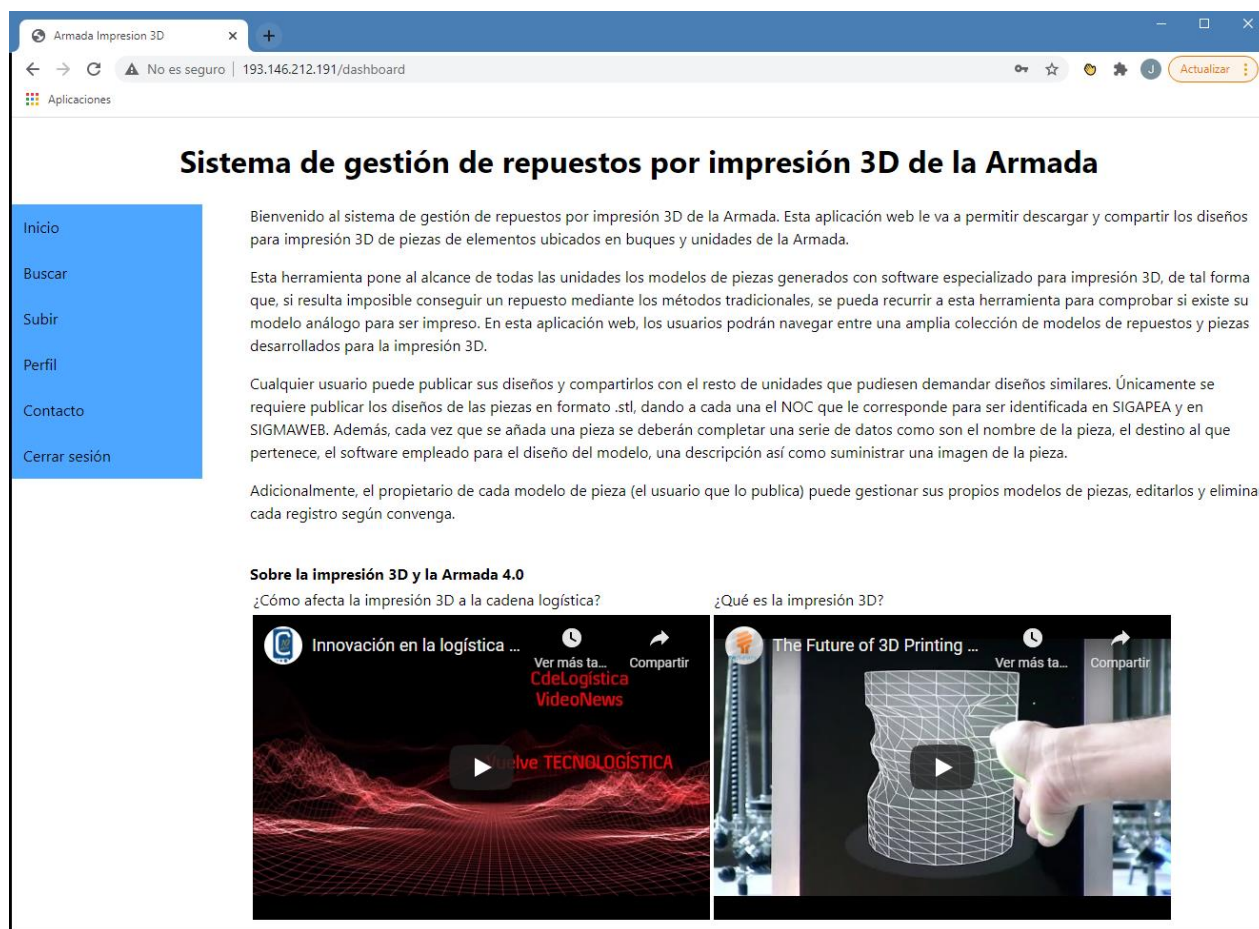 Armada Impresion 3D
No es seguro | 193.146.212.191/dashboard
J
Actualizar
Aplicaciones
Sistema de gestión de repuestos por impresión 3D de la Armada
Inicio
Buscar
Subir
Perfil
Contacto
Cerrar sesión
Bienvenido al sistema de gestión de repuestos por impresión 3D de la Armada. Esta aplicación web le va a permitir descargar y compartir los diseños
para impresión 3D de piezas de elementos ubicados en buques y unidades de la Armada.
Esta herramienta pone al alcance de todas las unidades los modelos de piezas generados con software especializado para impresión 3D, de tal forma
que, si resulta imposible conseguir un repuesto mediante los métodos tradicionales, se pueda recurrir a esta herramienta para comprobar si existe su
modelo análogo para ser impreso. En esta aplicación web, los usuarios podrán navegar entre una amplia colección de modelos de repuestos y piezas
desarrollados para la impresión 3D.
Cualquier usuario puede publicar sus diseños y compartirlos con el resto de unidades que pudiesen demandar diseños similares. Únicamente se
requiere publicar los diseños de las piezas en formato .stl, dando a cada una el NOC que le corresponde para ser identificada en SIGAPEA y en
SIGMAWEB. Además, cada vez que se añada una pieza se deberán completar una serie de datos como son el nombre de la pieza, el destino al que
pertenece, el software empleado para el diseño del modelo, una descripción así como suministrar una imagen de la pieza.
Adicionalmente, el propietario de cada modelo de pieza (el usuario que lo publica) puede gestionar sus propios modelos de piezas, editarlos y elimina
cada registro según convenga.
Sobre la impresión 3D y la Armada 4.0
¿Cómo afecta la impresión 3D a la cadena logística?
Innovación en la logística ...
Ver más ta...
Compartir
CdeLogística
VideoNews
Vuelve TECNOLOGÍSTICA
¿Qué es la impresión 3D?
The Future of 3D Printing ...
Ver más ta...
Compartir